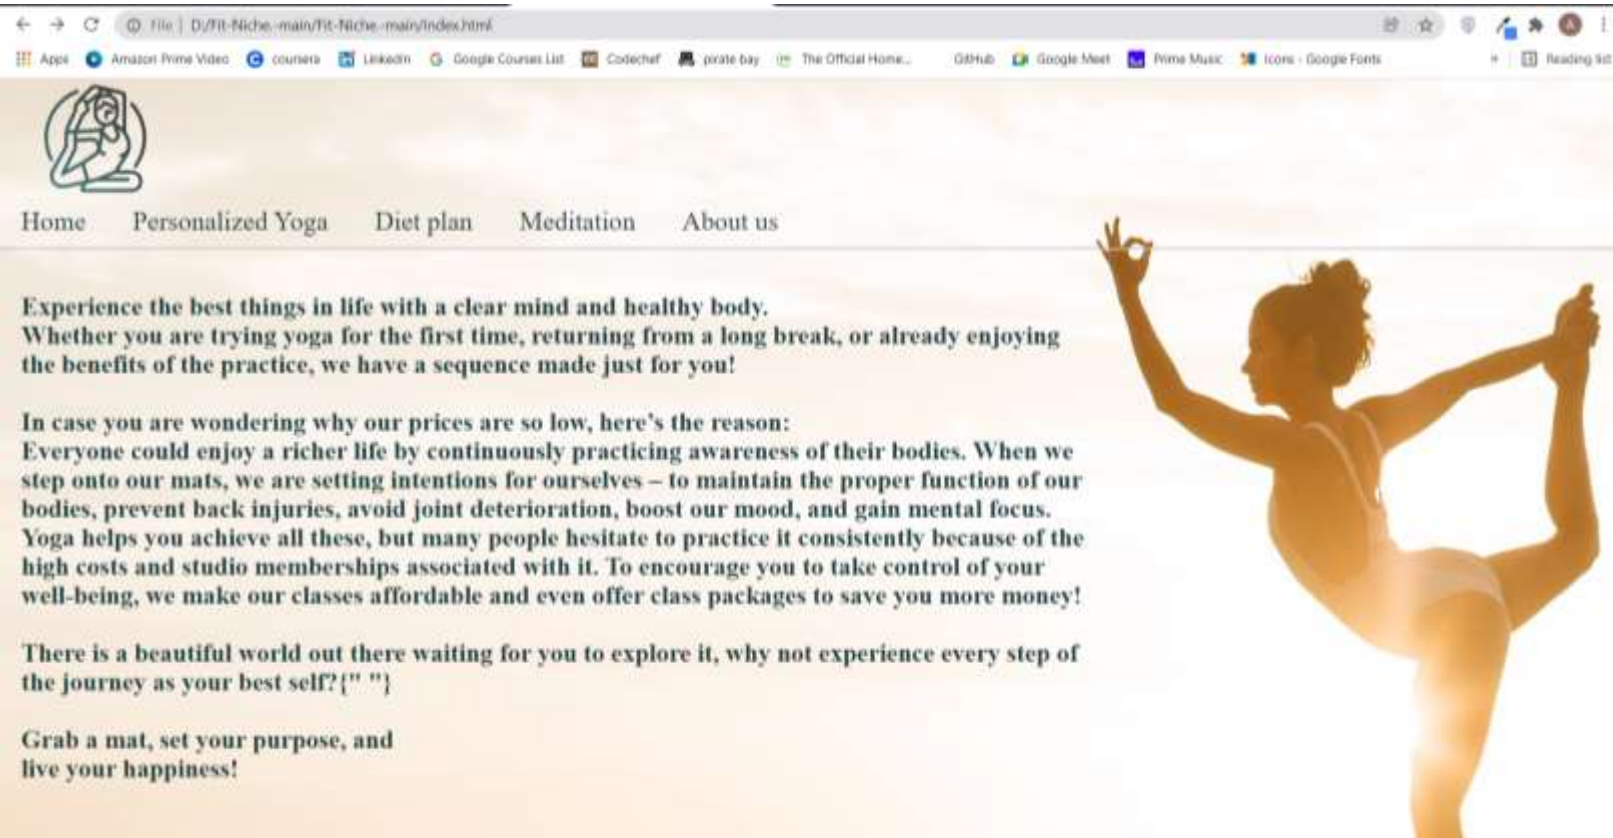 File | D:/Fit-Niche.-main/Fit-Niche.-main/index.html
Apps Amazon Prime Video coursera LinkedIn Google Courses List Codechef pirate bay The Official Home... GitHub Google Meet Prime Music Icons - Google Fonts » Reading list
Home Personalized Yoga Diet plan Meditation About us
Experience the best things in life with a clear mind and healthy body.
Whether you are trying yoga for the first time, returning from a long break, or already enjoying
the benefits of the practice, we have a sequence made just for you!
In case you are wondering why our prices are so low, here's the reason:
Everyone could enjoy a richer life by continuously practicing awareness of their bodies. When we
step onto our mats, we are setting intentions for ourselves – to maintain the proper function of our
bodies, prevent back injuries, avoid joint deterioration, boost our mood, and gain mental focus.
Yoga helps you achieve all these, but many people hesitate to practice it consistently because of the
high costs and studio memberships associated with it. To encourage you to take control of your
well-being, we make our classes affordable and even offer class packages to save you more money!
There is a beautiful world out there waiting for you to explore it, why not experience every step of
the journey as your best self?{" "}
Grab a mat, set your purpose, and
live your happiness!